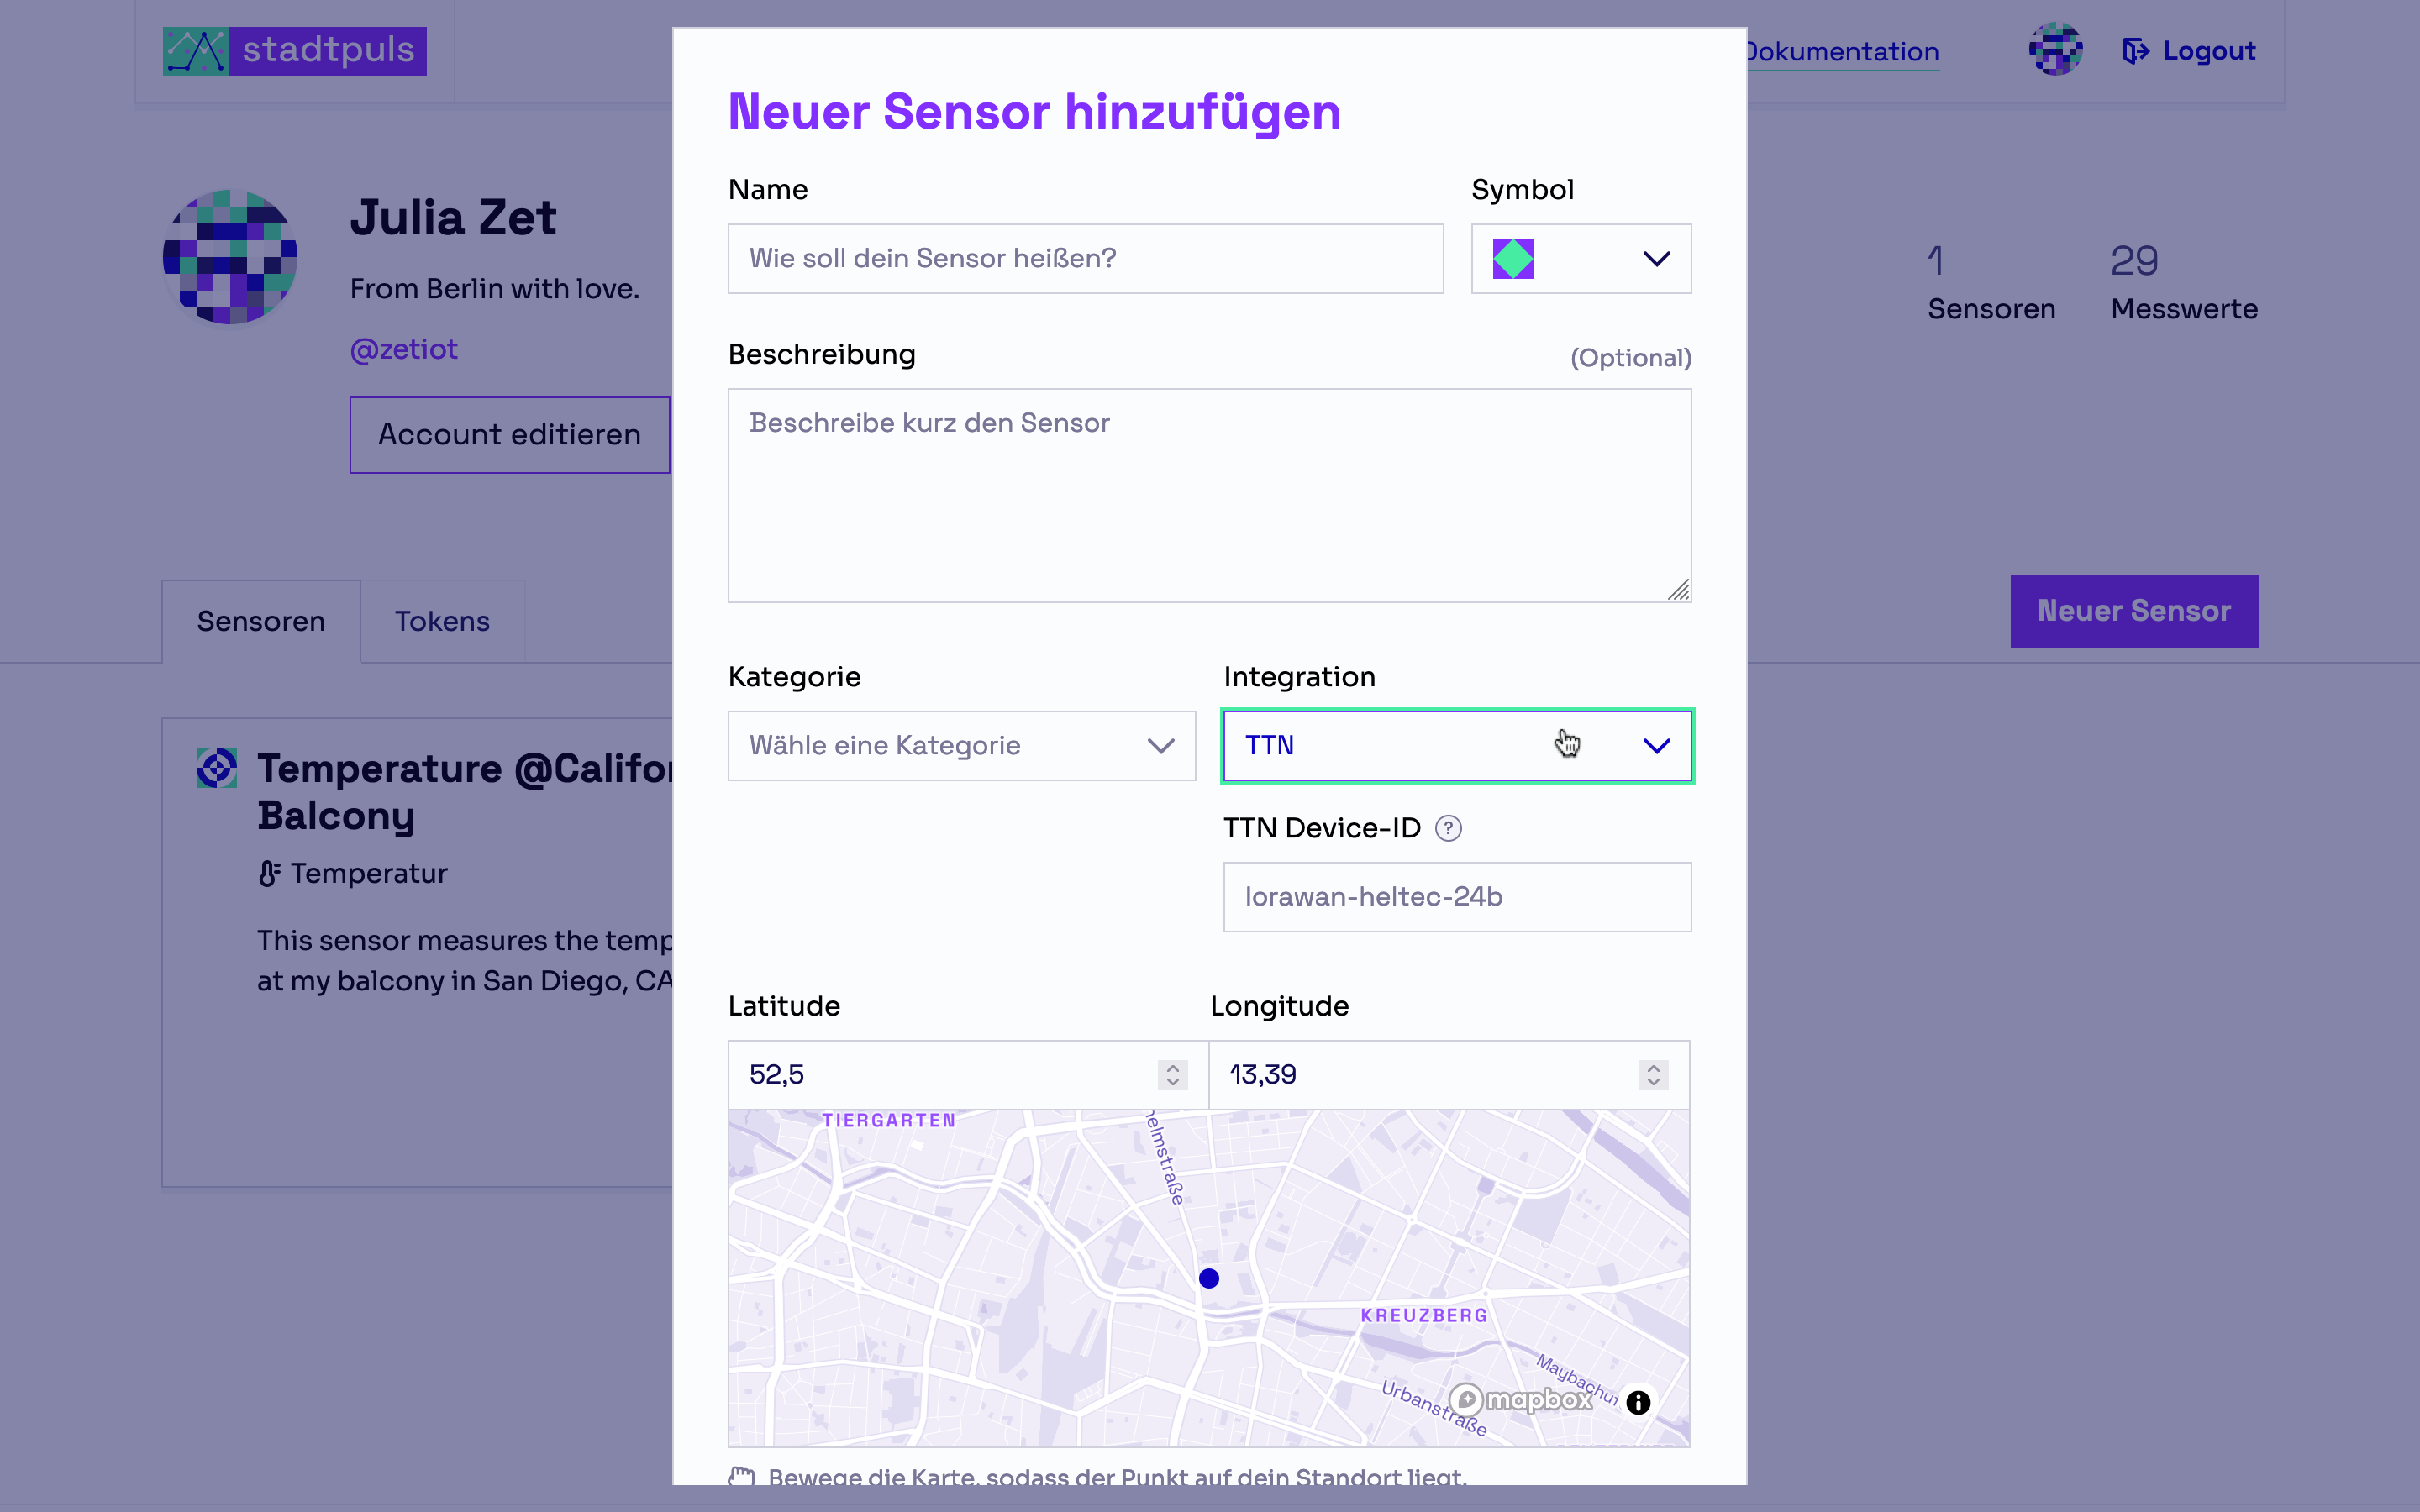 stadtpuls
Dokumentation
Logout
Julia Zet
From Berlin with love.
@zetiot
Account editieren
1
Sensoren
29
Messwerte
Sensoren
Tokens
Neuer Sensor
Temperature @Califor
Balcony
Temperatur
This sensor measures the temp
at my balcony in San Diego, CA
Neuer Sensor hinzufügen
Name
Symbol
Wie soll dein Sensor heißen?
Beschreibung
(Optional)
Beschreibe kurz den Sensor
Kategorie
Integration
Wähle eine Kategorie
TTN
TTN Device-ID ?
lorawan-heltec-24b
Latitude
Longitude
52,5
13,39
TIERGARTEN
helmstraße
KREUZBERG
Maybachuf
Urbanstraße
mapbox
Bewege die Karte, sodass der Punkt auf dein Standort liegt.